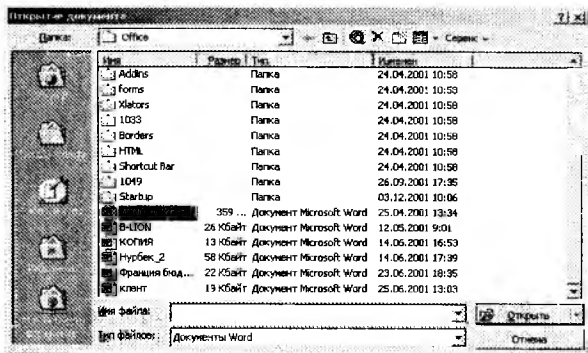 Открытие документа
Папка: Office Сервис
Имя Размер Тип Изменен
Addins Папка 24.04.2001 10:58
forms Папка 24.04.2001 10:53
Xlators Папка 24.04.2001 10:58
1033 Папка 24.04.2001 10:58
Borders Папка 24.04.2001 10:58
HTML Папка 24.04.2001 10:58
Shortcut Bar Папка 24.04.2001 10:58
1049 Папка 26.09.2001 17:35
Startup Папка 03.12.2001 10:06
359 ... Документ Microsoft Word 25.04.2001 13:34
B-LION 26 Кбайт Документ Microsoft Word 12.05.2001 9:01
КОПИЯ 13 Кбайт Документ Microsoft Word 14.06.2001 16:53
Нурбек_2 58 Кбайт Документ Microsoft Word 14.06.2001 17:39
Франция бюд... 22 Кбайт Документ Microsoft Word 23.06.2001 18:35
клент 19 Кбайт Документ Microsoft Word 25.06.2001 13:03
Имя файла: Открыть
Тип файлов: Документы Word Отмена